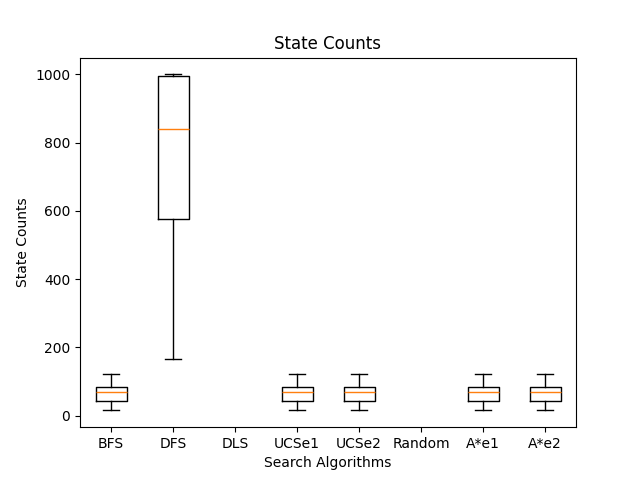 State Counts
1000
800
600
400
200
0
State Counts
BFS DFS DLS UCSe1 UCSe2 Random A*e1 A*e2
Search Algorithms